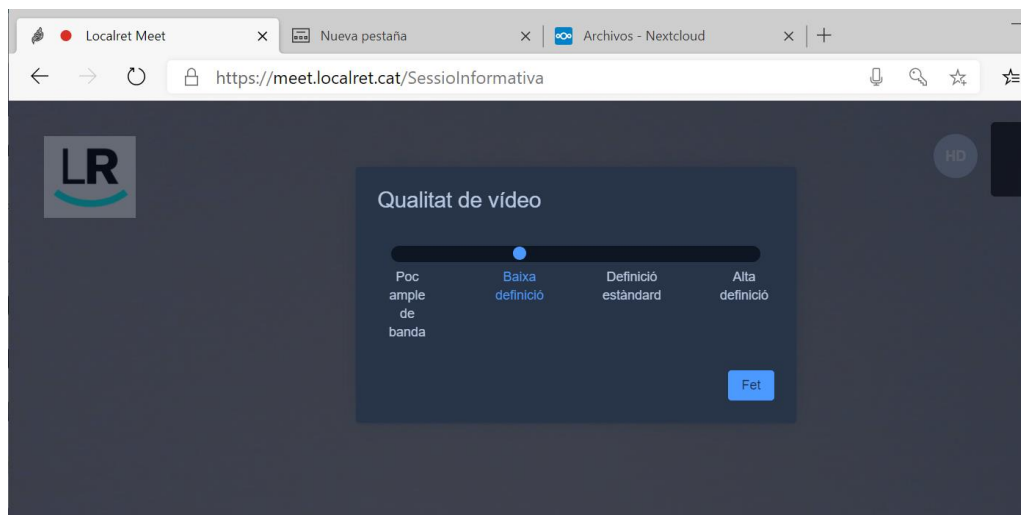 Localret Meet
Nueva pestaña
Archivos - Nextcloud
https://meet.localret.cat/SessioInformativa
LR
HD
Qualitat de vídeo
Poc
ample
de
banda
Baixa
definició
Definició
estàndard
Alta
definició
Fet